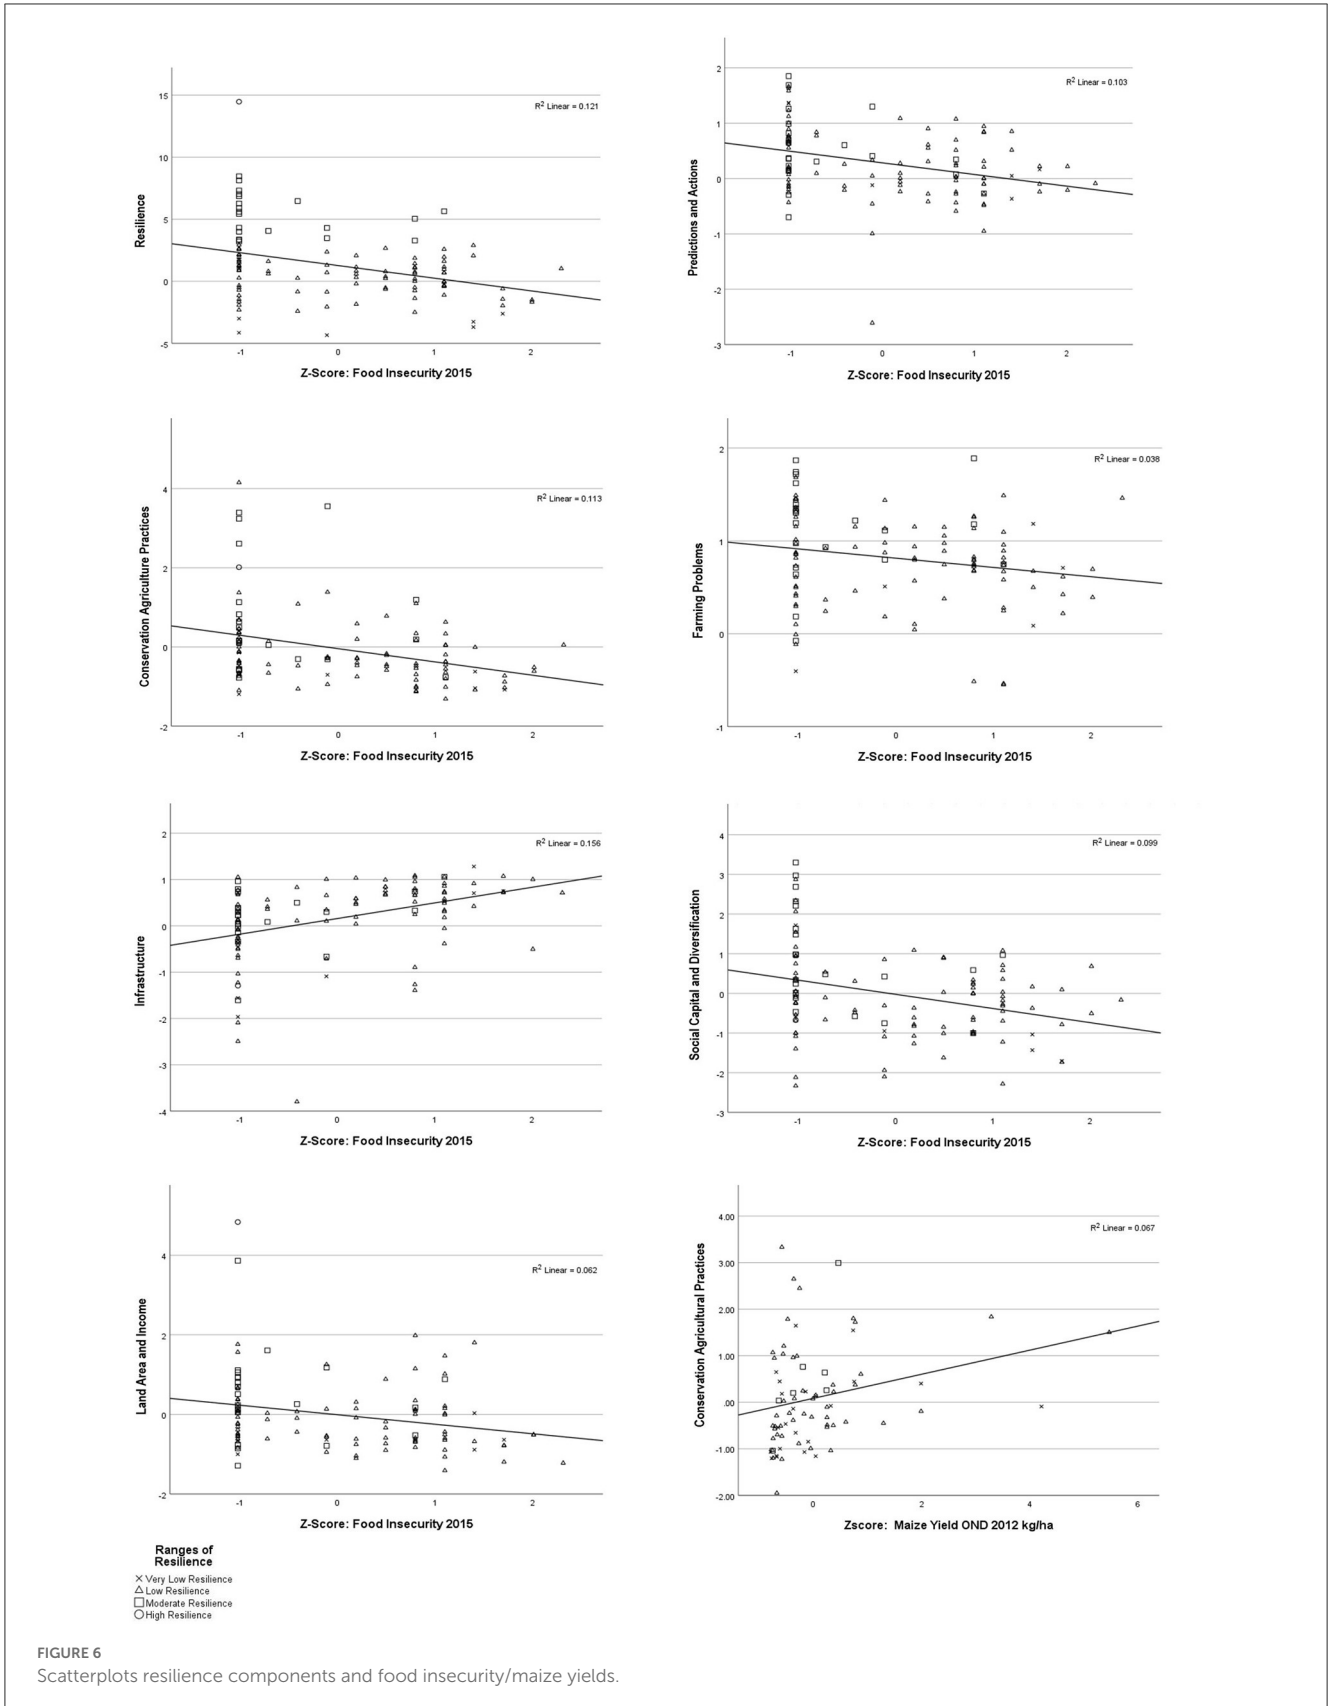 R2 Linear = 0.121
15
10
5
0
-5
Resilience
-1 0 1 2
Z-Score: Food Insecurity 2015
R2 Linear = 0.103
2
1
0
-1
-2
-3
Predictions and Actions
-1 0 1 2
Z-Score: Food Insecurity 2015
R2 Linear = 0.113
4
2
0
-2
Conservation Agriculture Practices
-1 0 1 2
Z-Score: Food Insecurity 2015
R2 Linear = 0.038
2
1
0
-1
Farming Problems
-1 0 1 2
Z-Score: Food Insecurity 2015
R2 Linear = 0.156
2
1
0
-1
-2
-3
-4
Infrastructure
-1 0 1 2
Z-Score: Food Insecurity 2015
R2 Linear = 0.099
4
3
2
1
0
-1
-2
-3
Social Capital and Diversification
-1 0 1 2
Z-Score: Food Insecurity 2015
R2 Linear = 0.062
4
2
0
-2
Land Area and Income
-1 0 1 2
Z-Score: Food Insecurity 2015
R2 Linear = 0.067
4.00
3.00
2.00
1.00
.00
-1.00
-2.00
Conservation Agricultural Practices
0 2 4 6
Zscore: Maize Yield OND 2012 kg/ha
Ranges of
Resilience
Very Low Resilience
Low Resilience
Moderate Resilience
High Resilience
FIGURE 6
Scatterplots resilience components and food insecurity/maize yields.